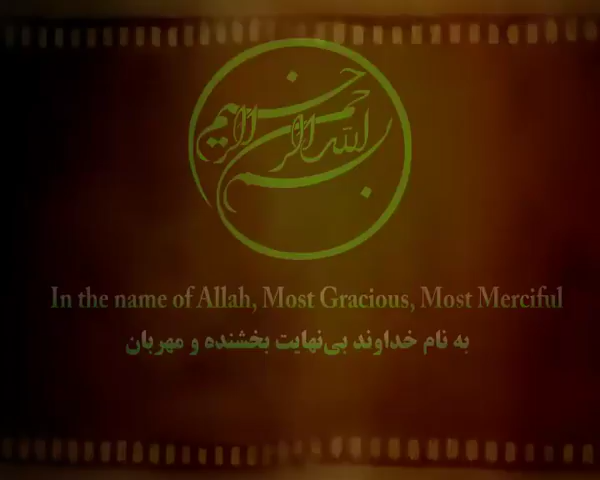 بسم الله الرحمن الرحیم
In the name of Allah, Most Gracious, Most Merciful
به نام خداوند بی‌نهایت بخشنده و مهربان